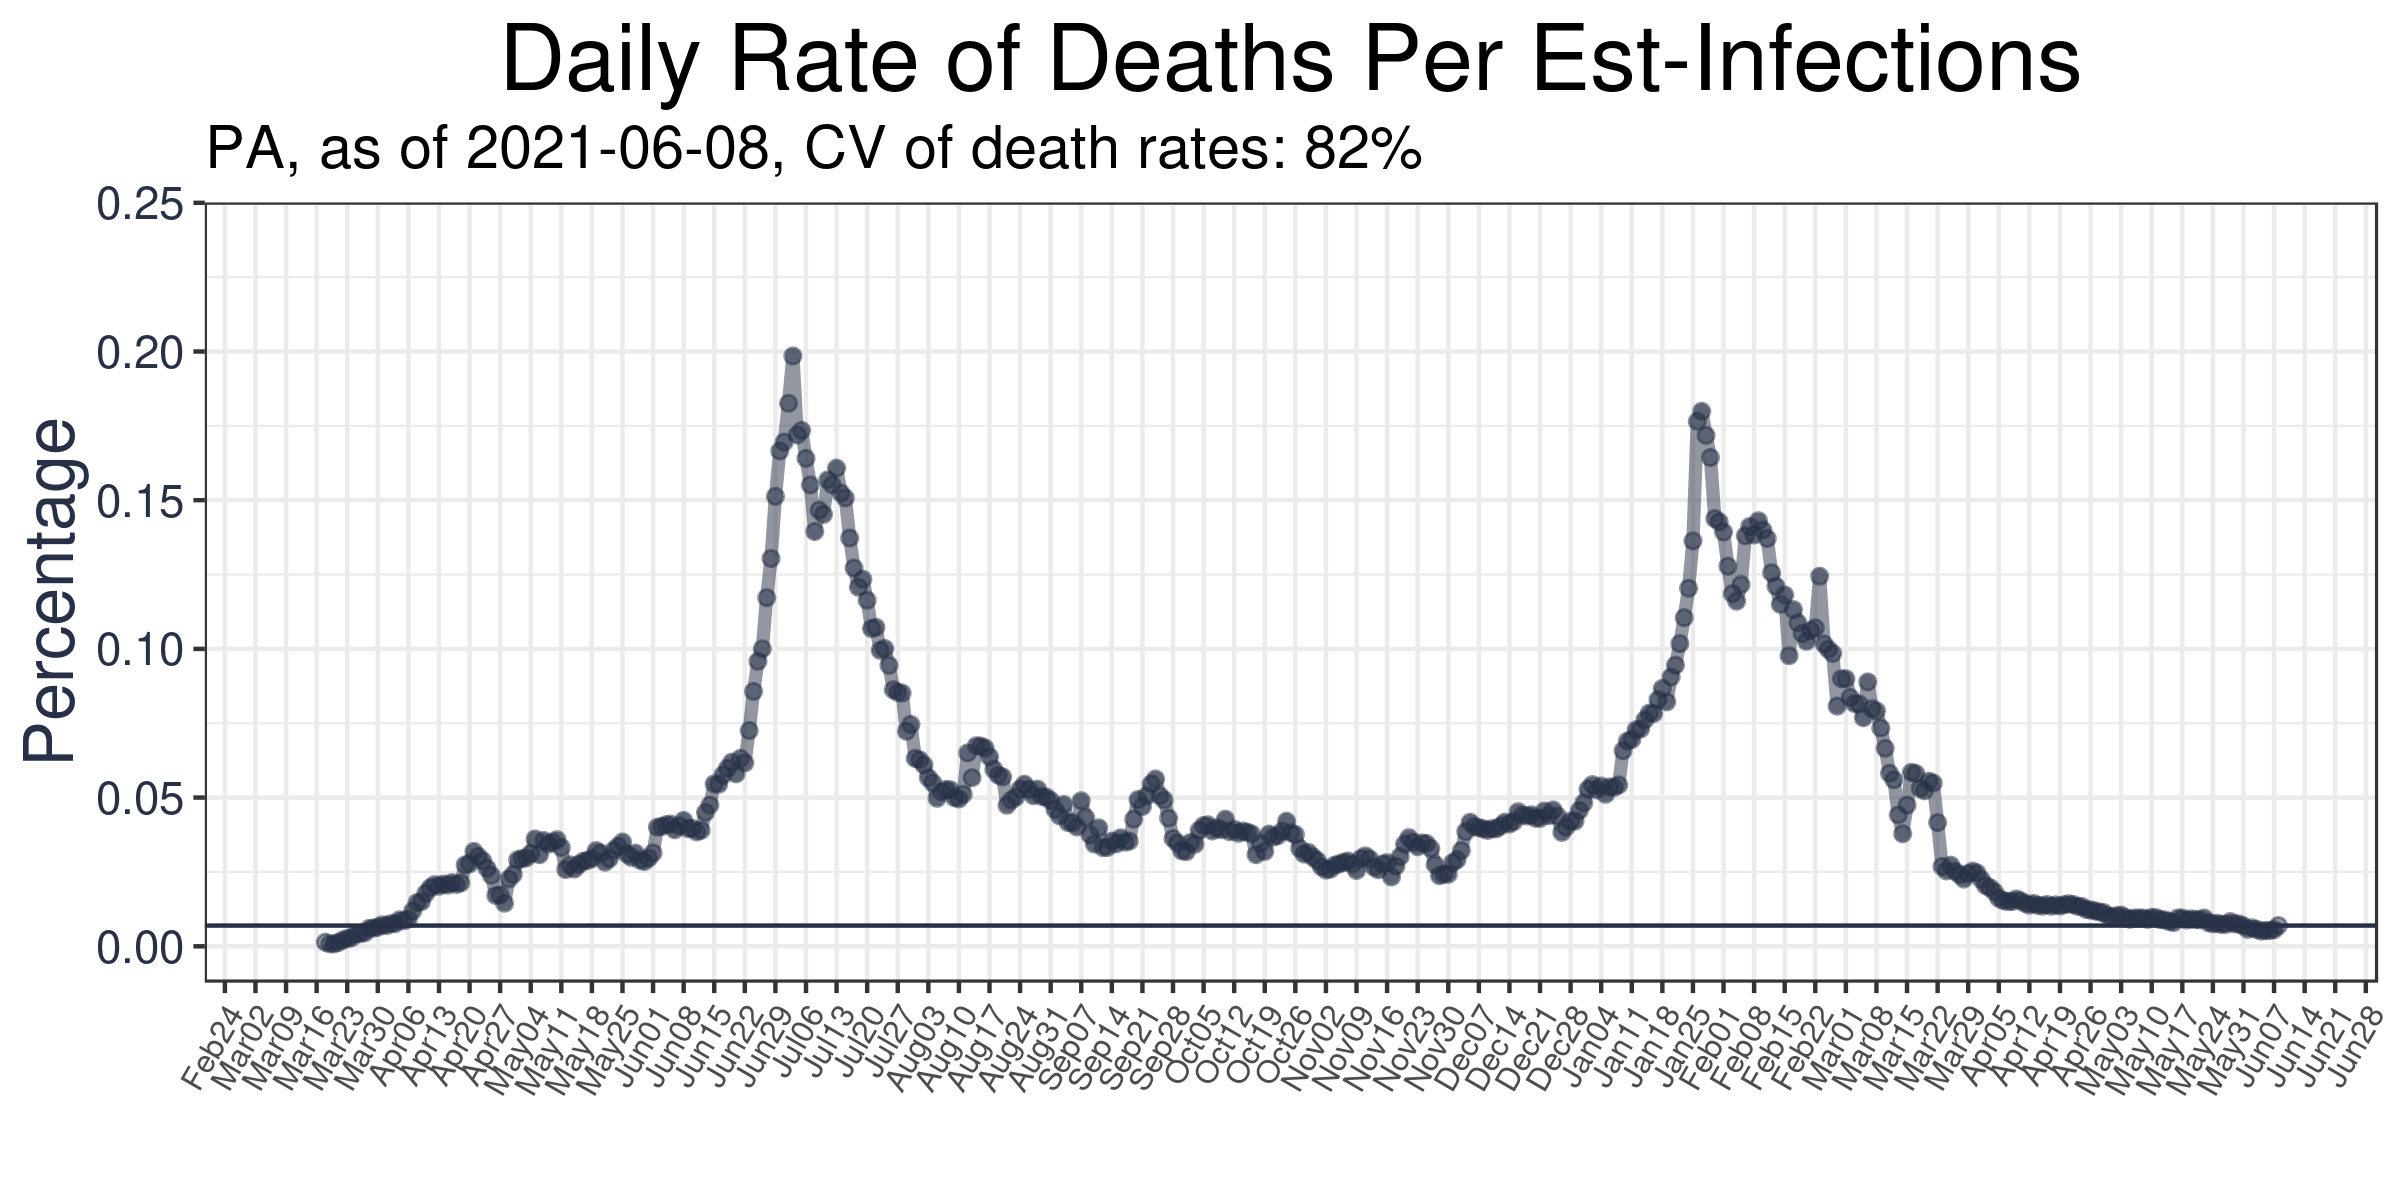 Daily Rate of Deaths Per Est-Infections
PA, as of 2021-06-08, CV of death rates: 82%
Percentage
0.25
0.20
0.15
0.10
0.05
0.00
Feb24
Mar02
Mar09
Mar16
Mar23
Mar30
Apr06
Apr13
Apr20
Apr27
May04
May11
May18
May25
Jun01
Jun08
Jun15
Jun22
Jun29
Jul06
Jul13
Jul20
Jul27
Aug03
Aug10
Aug17
Aug24
Aug31
Sep07
Sep14
Sep21
Sep28
Oct05
Oct12
Oct19
Oct26
Nov02
Nov09
Nov16
Nov23
Nov30
Dec07
Dec14
Dec21
Dec28
Jan04
Jan11
Jan18
Jan25
Feb01
Feb08
Feb15
Feb22
Mar01
Mar08
Mar15
Mar22
Mar29
Apr05
Apr12
Apr19
Apr26
May03
May10
May17
May24
May31
Jun07
Jun14
Jun21
Jun28